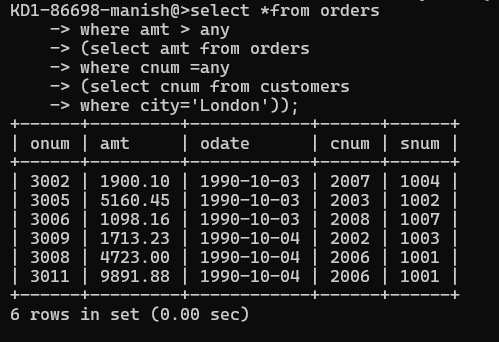 KD1-86698-manish@>select *from orders
    -> where amt > any
    -> (select amt from orders
    -> where cnum =any
    -> (select cnum from customers
    -> where city='London'));
+------+---------+------------+------+------+
| onum | amt     | odate      | cnum | snum |
+------+---------+------------+------+------+
| 3002 | 1900.10 | 1990-10-03 | 2007 | 1004 |
| 3005 | 5160.45 | 1990-10-03 | 2003 | 1002 |
| 3006 | 1098.16 | 1990-10-03 | 2008 | 1007 |
| 3009 | 1713.23 | 1990-10-04 | 2002 | 1003 |
| 3008 | 4723.00 | 1990-10-04 | 2006 | 1001 |
| 3011 | 9891.88 | 1990-10-04 | 2006 | 1001 |
+------+---------+------------+------+------+
6 rows in set (0.00 sec)